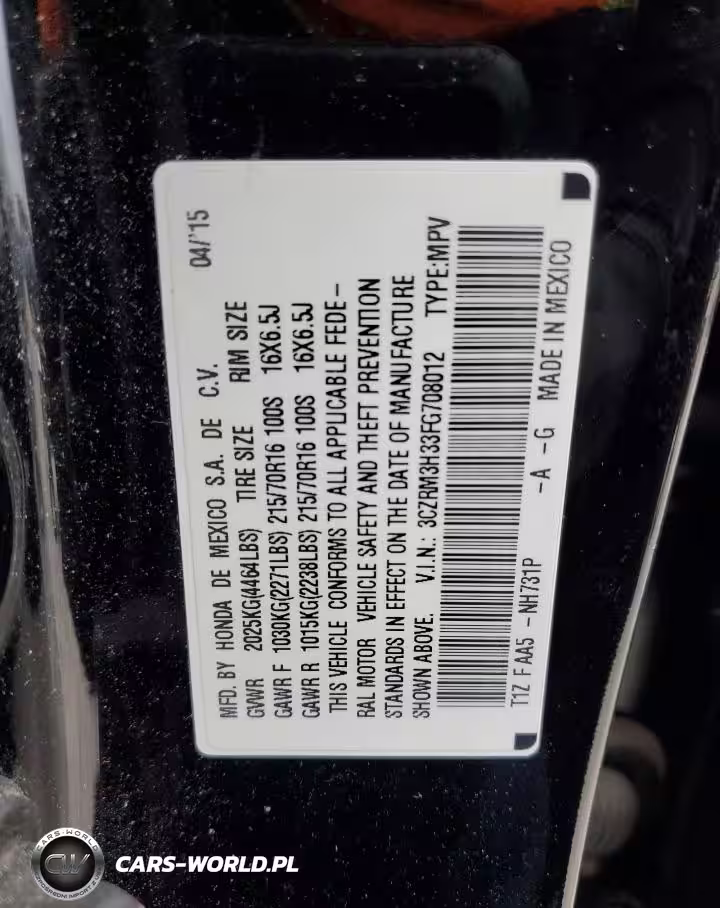 MFD. BY HONDA DE MEXICO S.A. DE C.V. 04/'15
GVWR 2025KG(4464LBS) TIRE SIZE RIM SIZE
GAWR F 1030KG(2271LBS) 215/70R16 100S 16X6.5J
GAWR R 1015KG(2238LBS) 215/70R16 100S 16X6.5J
THIS VEHICLE CONFORMS TO ALL APPLICABLE FEDE-
RAL MOTOR VEHICLE SAFETY AND THEFT PREVENTION
STANDARDS IN EFFECT ON THE DATE OF MANUFACTURE
SHOWN ABOVE. V.I.N.: 3CZRM3H33FG708012 TYPE:MPV
T1Z FAA5 -NH731P -A -G MADE IN MEXICO
CARS-WORLD
CW
CARS-WORLD.PL